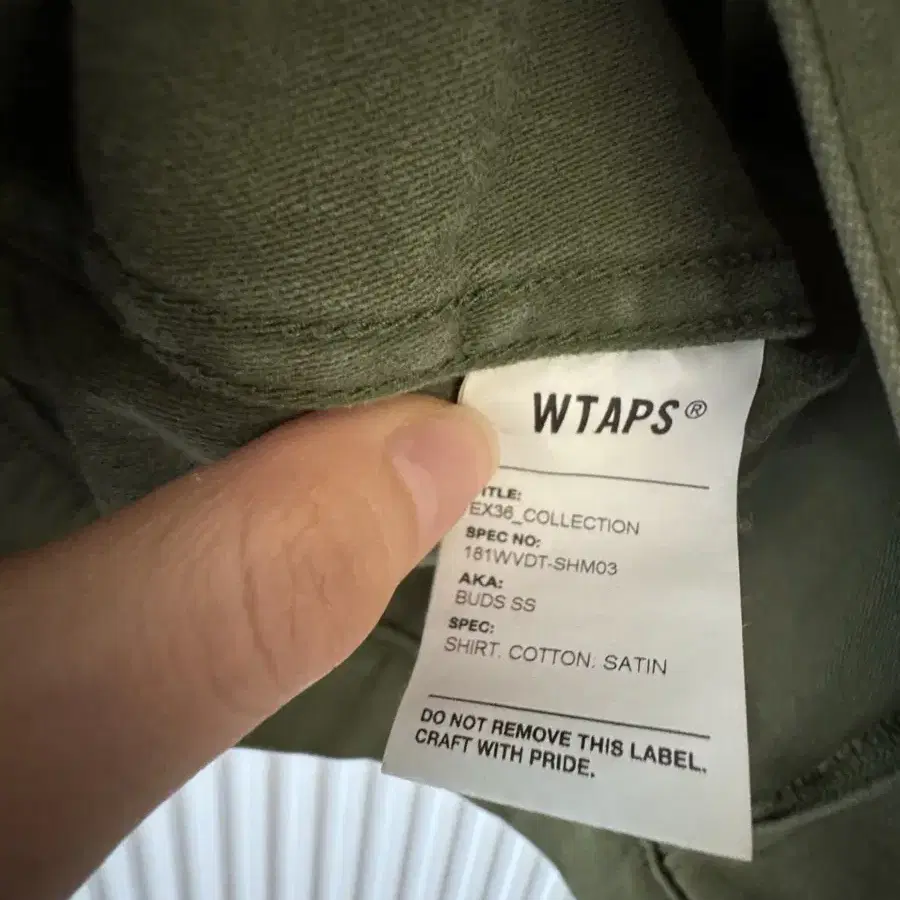 WTAPS®
TITLE:
EX36_COLLECTION
SPEC NO:
181WVDT-SHM03
AKA:
BUDS SS
SPEC:
SHIRT. COTTON. SATIN
DO NOT REMOVE THIS LABEL.
CRAFT WITH PRIDE.